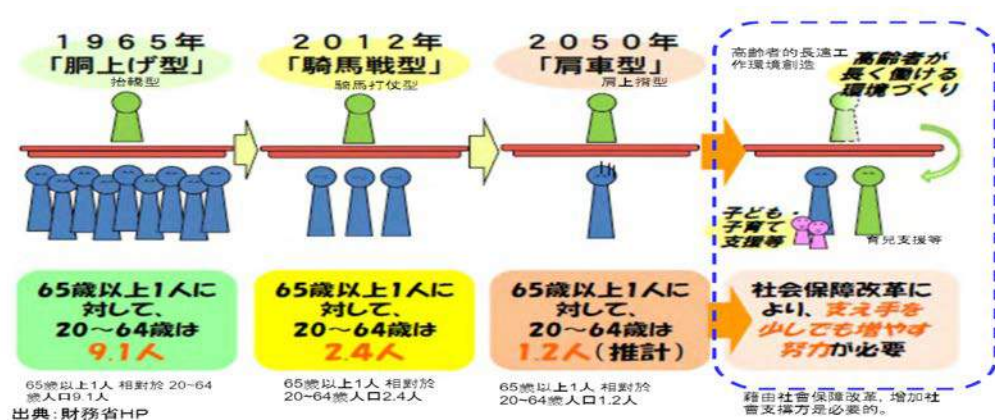 1965年
「胴上げ型」
抬轎型
2012年
「騎馬戦型」
騎馬打仗型
2050年
「肩車型」
肩上揹型
高齡者的長遠工
作環境創造
高齢者が
長く働ける
環境づくり
子ども・
子育て
支援等
育兒支援等
65歳以上1人に
対して、
20～64歳は
9.1人
65歳以上1人に
対して、
20～64歳は
2.4人
65歳以上1人に
対して、
20～64歳は
1.2人(推計)
社会保障改革に
より、支え手を
少しでも増やす
努力が必要
65歲以上1人 相對於 20~64
歲人口9.1人
65歲以上1人 相對於
20~64歲人口2.4人
65歲以上1人 相對於
20~64歲人口1.2人
藉由社會保障改革, 增加社
會支撐方是必要的。
出典:財務省HP